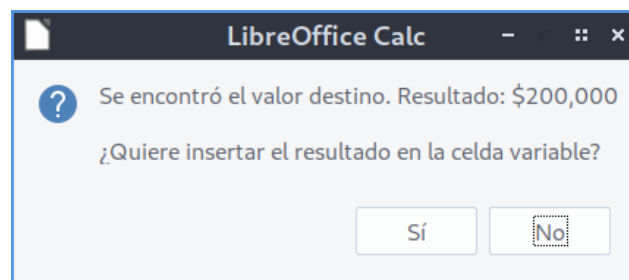 LibreOffice Calc
Se encontró el valor destino. Resultado: $200,000
¿Quiere insertar el resultado en la celda variable?
Sí No